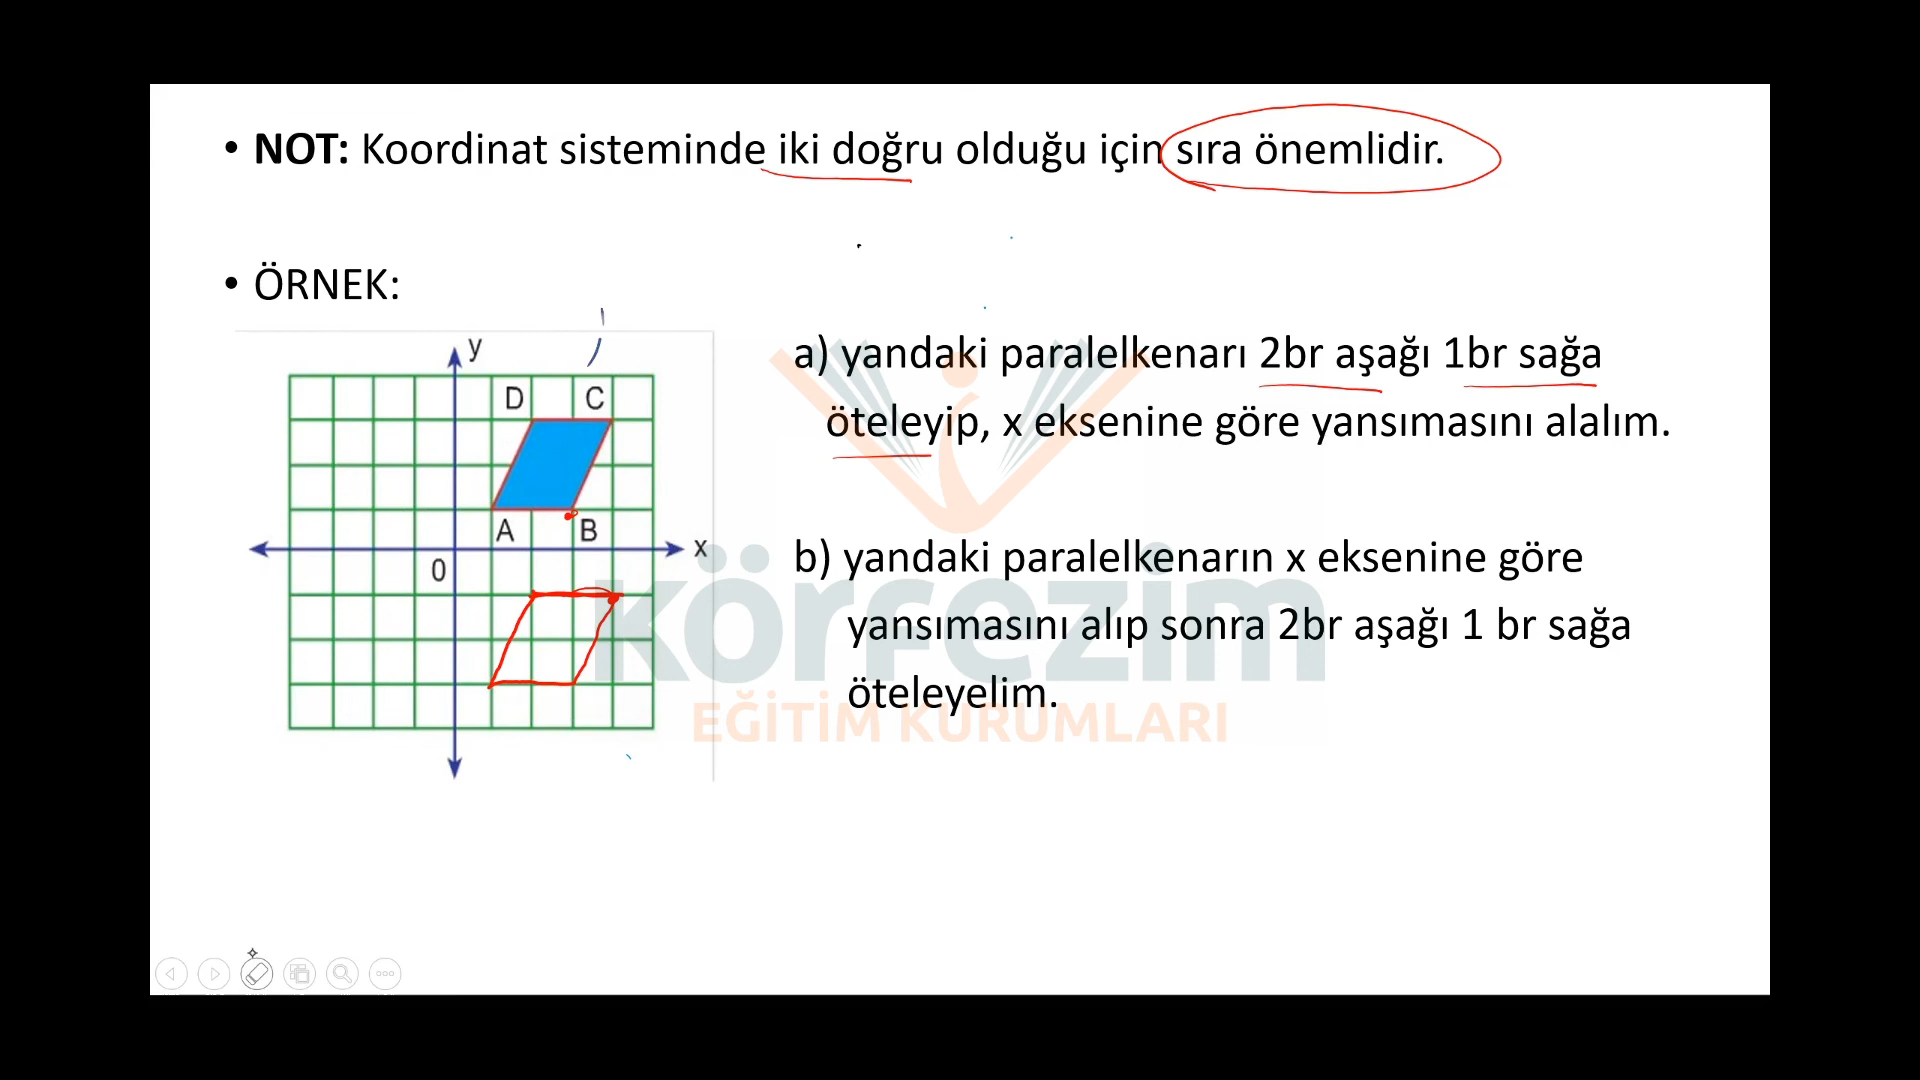 • NOT: Koordinat sisteminde iki doğru olduğu için sıra önemlidir.
• ÖRNEK:
y
D C
A B
x
0
a) yandaki paralelkenarı 2br aşağı 1br sağa
öteleyip, x eksenine göre yansımasını alalım.
b) yandaki paralelkenarın x eksenine göre
yansımasını alıp sonra 2br aşağı 1 br sağa
öteleyelim.
körfezim
EĞİTİM KURUMLARI